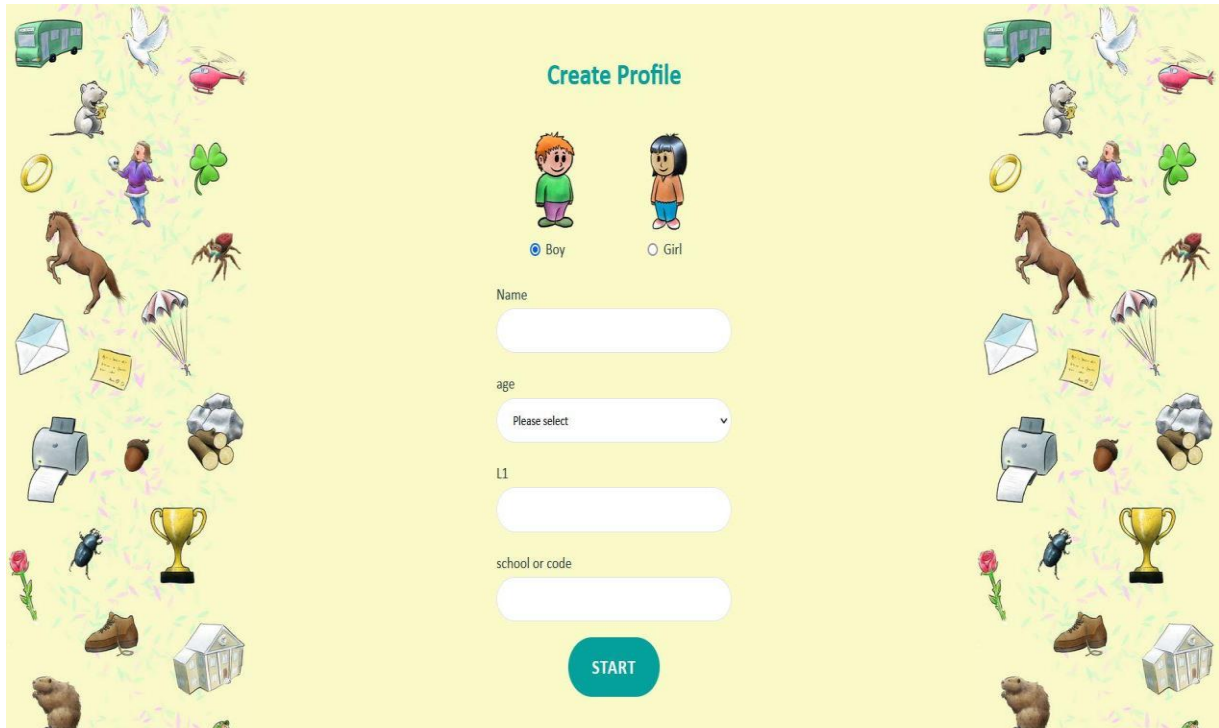 Create Profile
Boy Girl
Name
age
Please select
L1
school or code
START